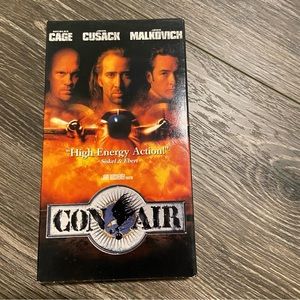 CAGE CUSACK MALKOVICH
"High Energy Action!"
-Siskel & Ebert
CON AIR